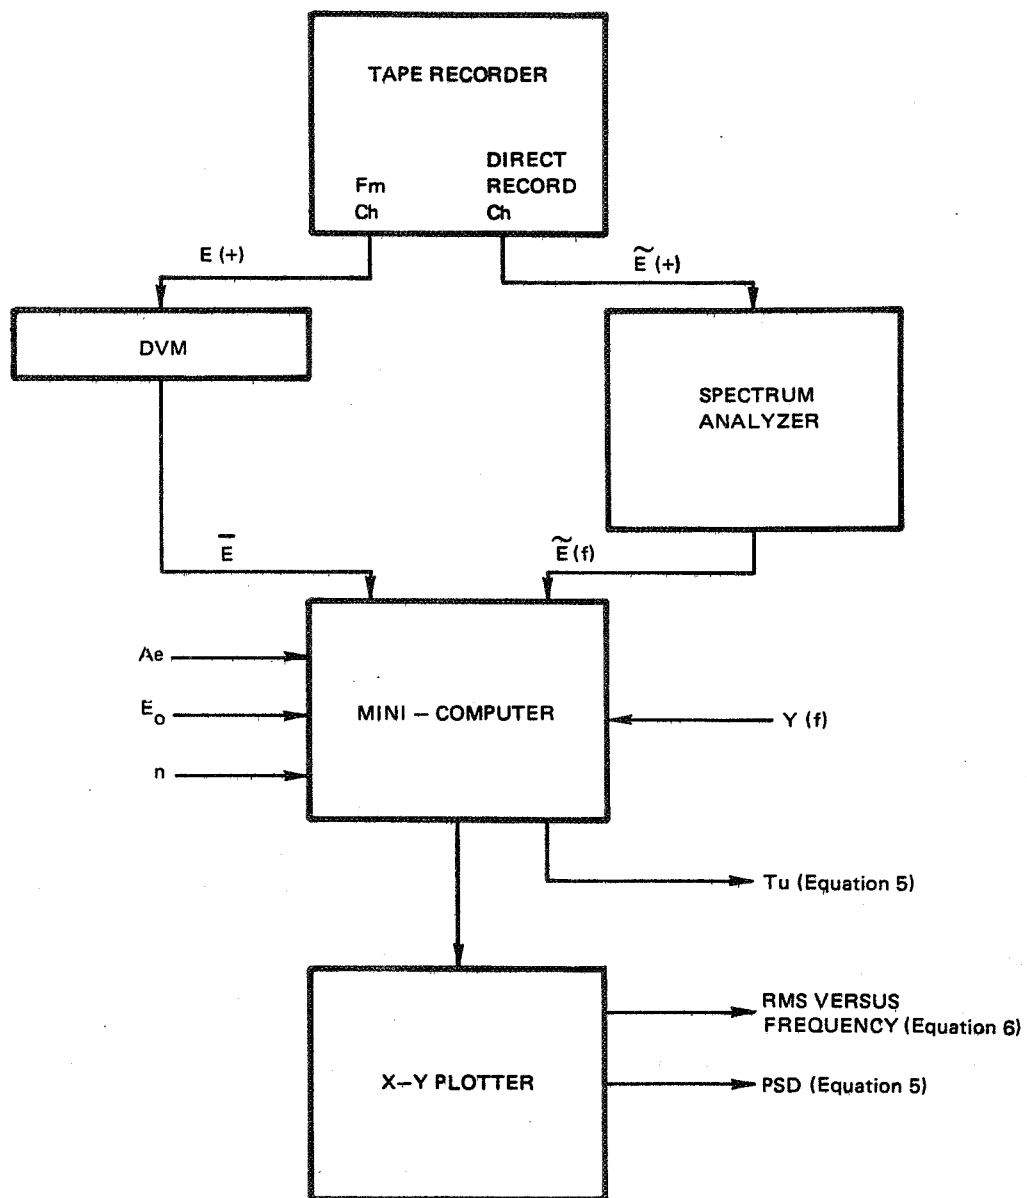 TAPE RECORDER
Fm
Ch
DIRECT
RECORD
Ch
E (+)
Ẽ (+)
DVM
SPECTRUM
ANALYZER
E̅
Ẽ (f)
Ae
E₀
n
MINI – COMPUTER
Y (f)
Tu (Equation 5)
X–Y PLOTTER
RMS VERSUS
FREQUENCY (Equation 6)
PSD (Equation 5)